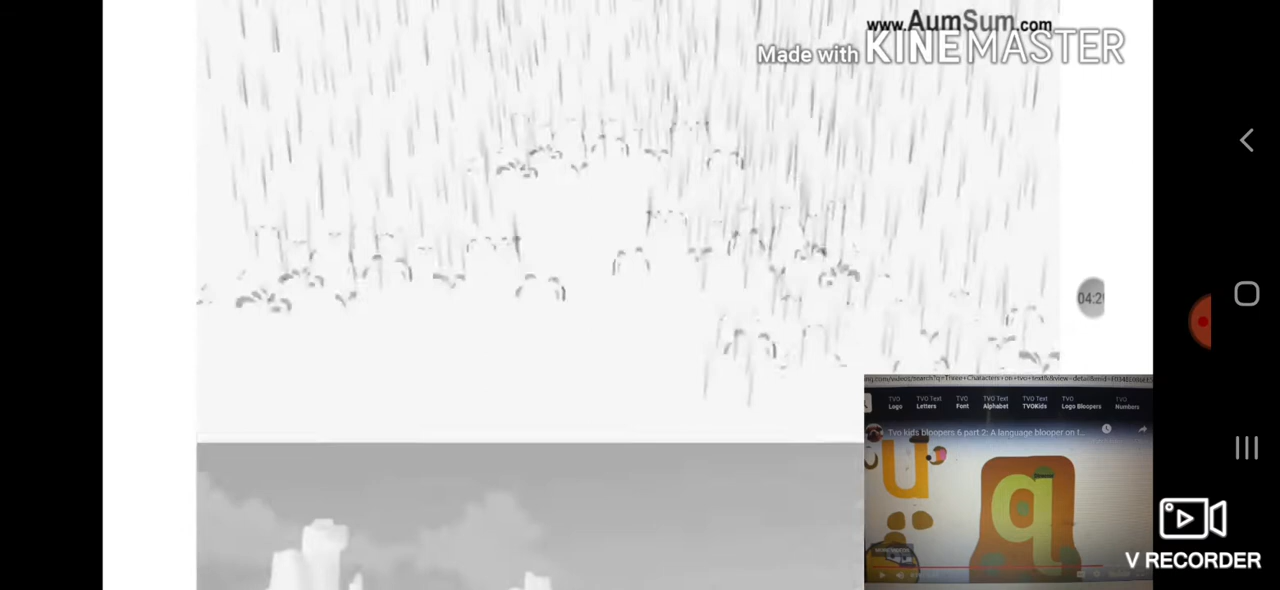 www.AumSum.com
Made with KINEMASTER
04:2
TVO Logo
TVO Text Letters
TVO Font
TVO Text Alphabet
TVO Text TVOKids
TVO Logo Bloopers
TVO Numbers
Tvo kids bloopers 6 part 2: A language blooper on t...
u
q
V RECORDER